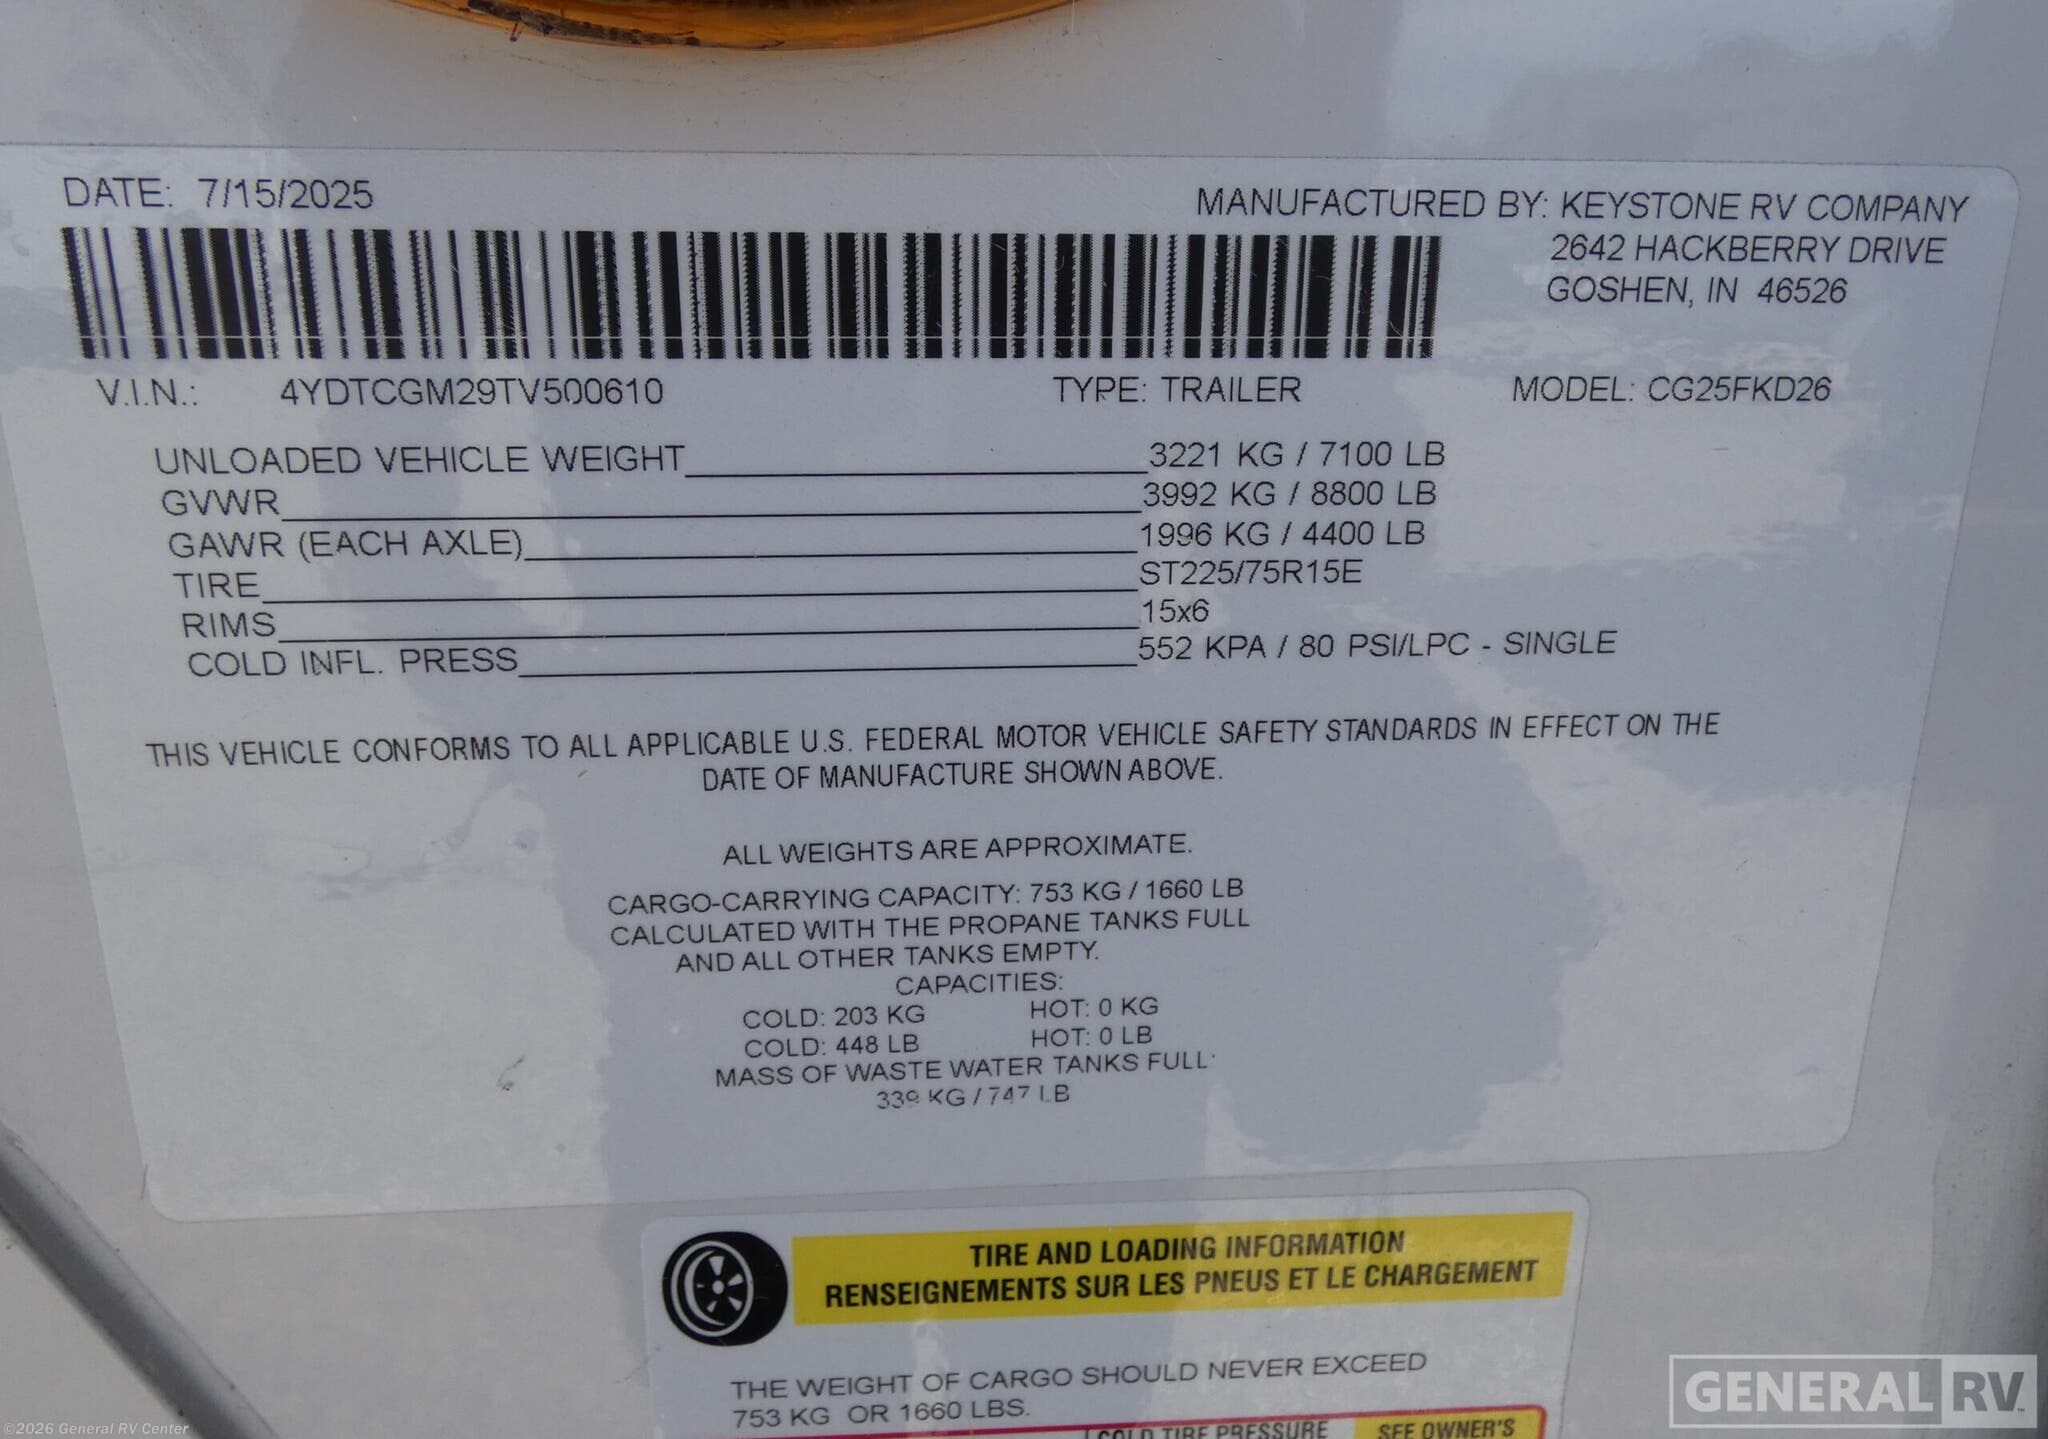 DATE: 7/15/2025
MANUFACTURED BY: KEYSTONE RV COMPANY
2642 HACKBERRY DRIVE
GOSHEN, IN 46526
V.I.N.: 4YDTCGM29TV500610 TYPE: TRAILER MODEL: CG25FKD26
UNLOADED VEHICLE WEIGHT 3221 KG / 7100 LB
GVWR 3992 KG / 8800 LB
GAWR (EACH AXLE) 1996 KG / 4400 LB
TIRE ST225/75R15E
RIMS 15x6
COLD INFL. PRESS 552 KPA / 80 PSI/LPC - SINGLE
THIS VEHICLE CONFORMS TO ALL APPLICABLE U.S. FEDERAL MOTOR VEHICLE SAFETY STANDARDS IN EFFECT ON THE
DATE OF MANUFACTURE SHOWN ABOVE.
ALL WEIGHTS ARE APPROXIMATE.
CARGO-CARRYING CAPACITY: 753 KG / 1660 LB
CALCULATED WITH THE PROPANE TANKS FULL
AND ALL OTHER TANKS EMPTY.
CAPACITIES:
COLD: 203 KG HOT: 0 KG
COLD: 448 LB HOT: 0 LB
MASS OF WASTE WATER TANKS FULL:
339 KG / 747 LB
TIRE AND LOADING INFORMATION
RENSEIGNEMENTS SUR LES PNEUS ET LE CHARGEMENT
THE WEIGHT OF CARGO SHOULD NEVER EXCEED
753 KG OR 1660 LBS.
COLD TIRE PRESSURE SEE OWNER'S
GENERAL RV
©2026 General RV Center